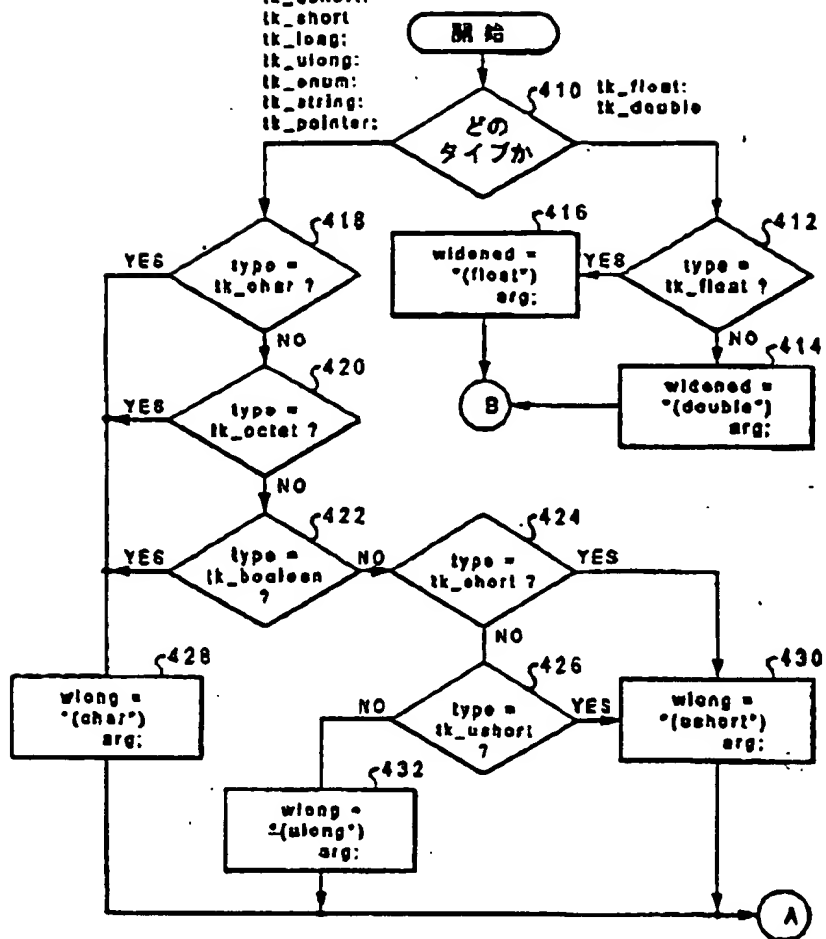 tk_short
tk_long:
tk_ulong:
tk_enum:
tk_string:
tk_pointer:
開始
410
tk_float:
tk_double
どの
タイプか
418
YES
type =
tk_char ?
NO
416
widened =
*(float*)
arg;
YES
412
type =
tk_float ?
NO
414
widened =
*(double*)
arg;
B
420
YES
type =
tk_octet ?
NO
422
YES
type =
tk_boolean
?
NO
424
type =
tk_short ?
YES
NO
428
wlong =
*(char*)
arg;
426
NO
type =
tk_ushort
?
YES
430
wlong =
*(ushort*)
arg;
432
wlong =
*(ulong*)
arg;
A